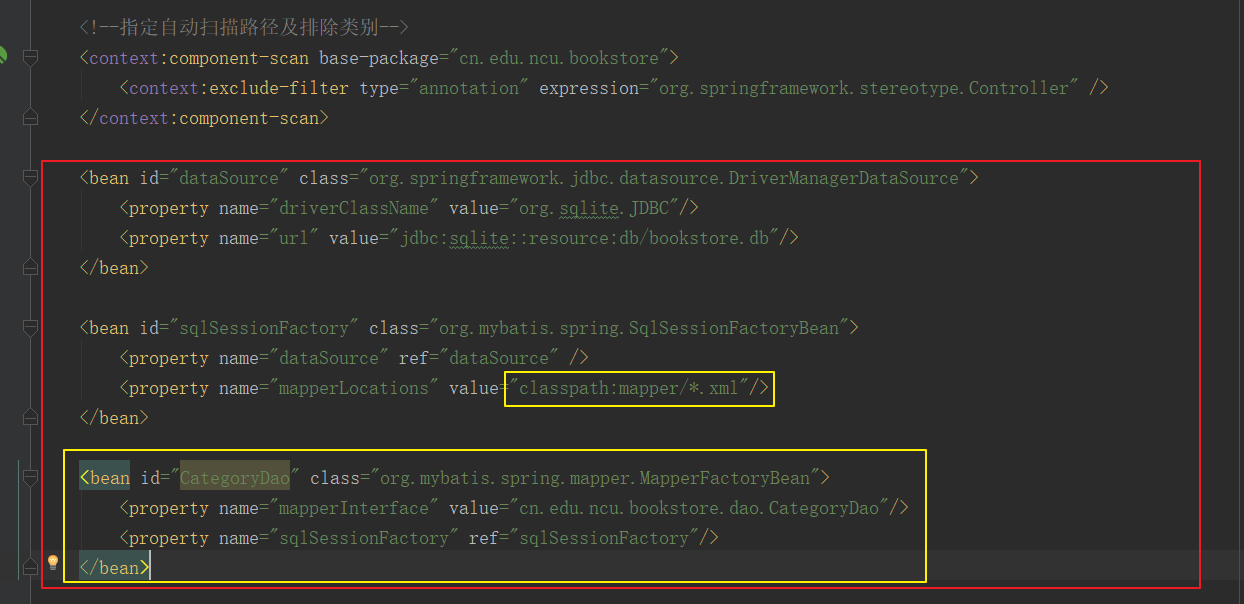 <!--指定自动扫描路径及排除类别-->
<context:component-scan base-package="cn.edu.ncu.bookstore">
<context:exclude-filter type="annotation" expression="org.springframework.stereotype.Controller" />
</context:component-scan>
<bean id="dataSource" class="org.springframework.jdbc.datasource.DriverManagerDataSource">
<property name="driverClassName" value="org.sqlite.JDBC"/>
<property name="url" value="jdbc:sqlite::resource:db/bookstore.db"/>
</bean>
<bean id="sqlSessionFactory" class="org.mybatis.spring.SqlSessionFactoryBean">
<property name="dataSource" ref="dataSource" />
<property name="mapperLocations" value="classpath:mapper/*.xml"/>
</bean>
<bean id="CategoryDao" class="org.mybatis.spring.mapper.MapperFactoryBean">
<property name="mapperInterface" value="cn.edu.ncu.bookstore.dao.CategoryDao"/>
<property name="sqlSessionFactory" ref="sqlSessionFactory"/>
</bean>